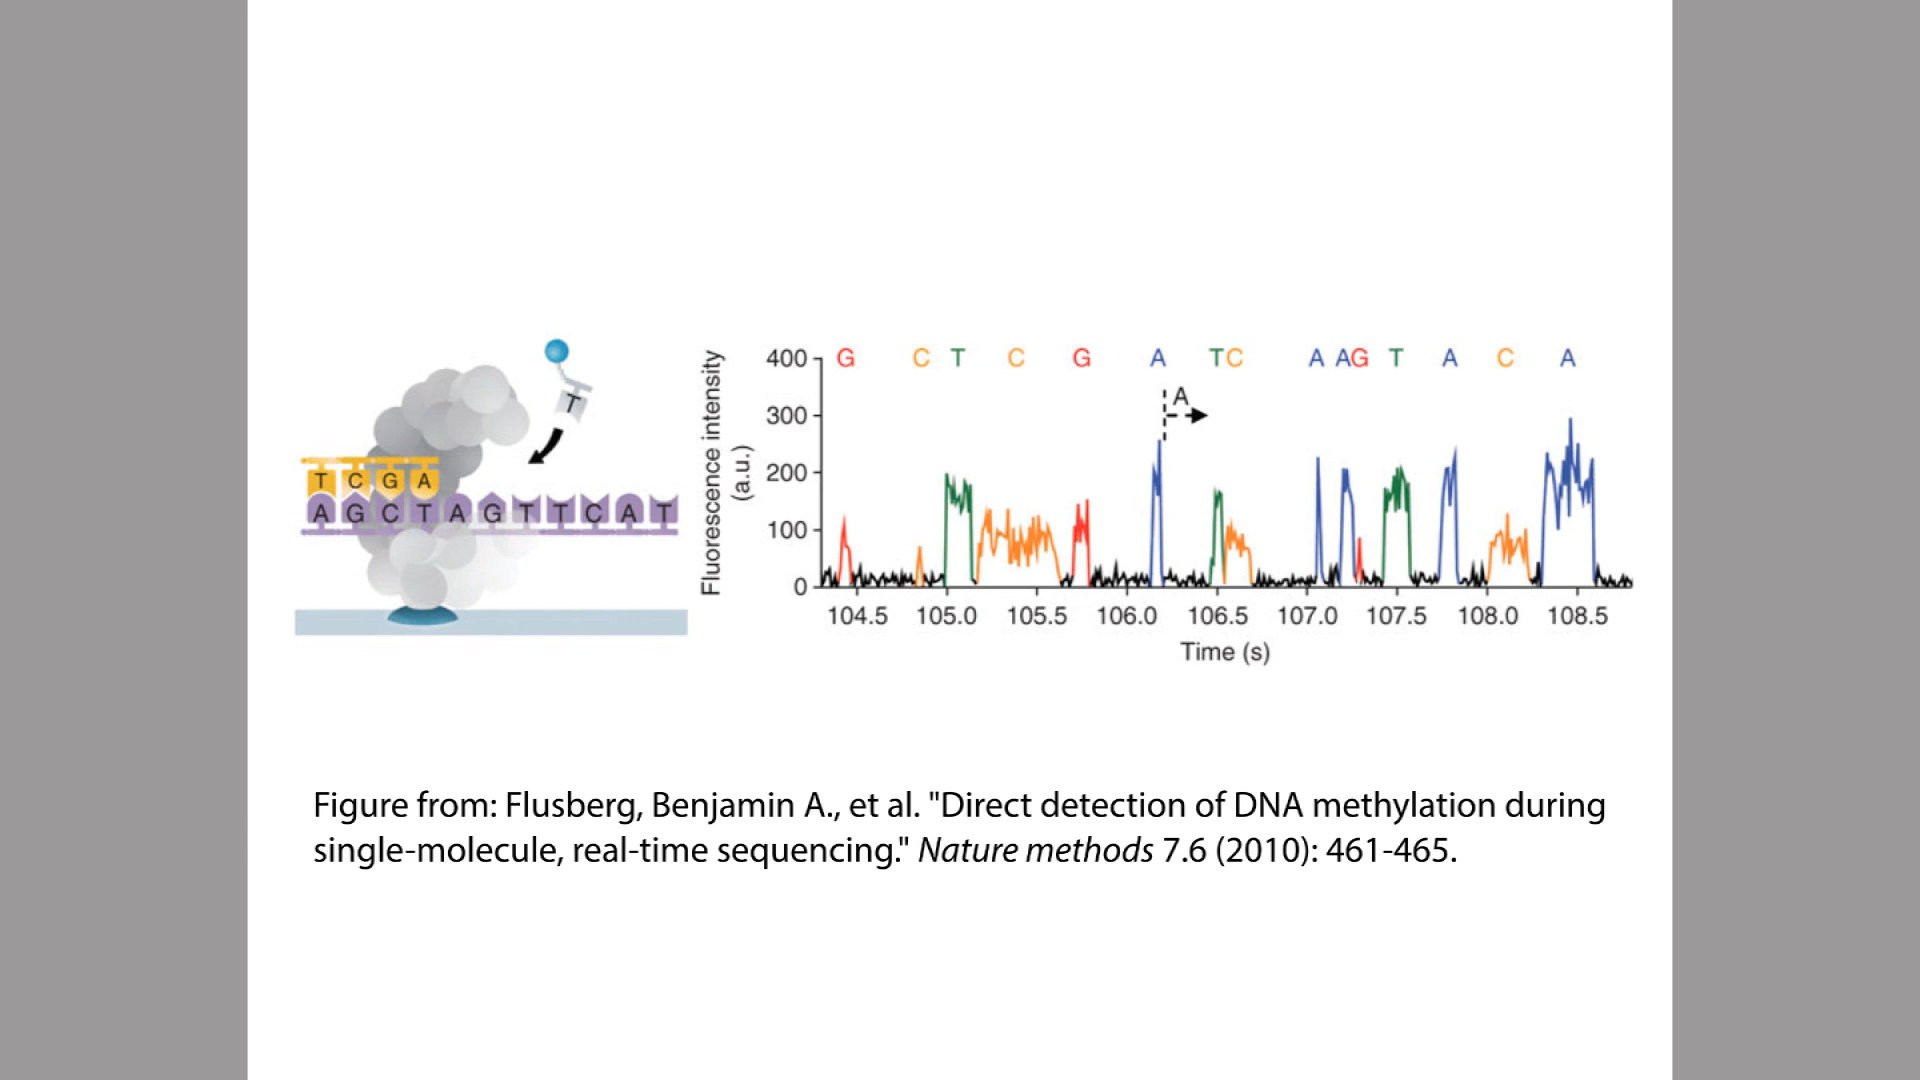 T
T C G A
A G C T A G T T C A T
Fluorescence intensity
(a.u.)
400
300
200
100
0
G C T C G A T C A A G T A C A
A
104.5 105.0 105.5 106.0 106.5 107.0 107.5 108.0 108.5
Time (s)
Figure from: Flusberg, Benjamin A., et al. "Direct detection of DNA methylation during
single-molecule, real-time sequencing." Nature methods 7.6 (2010): 461-465.